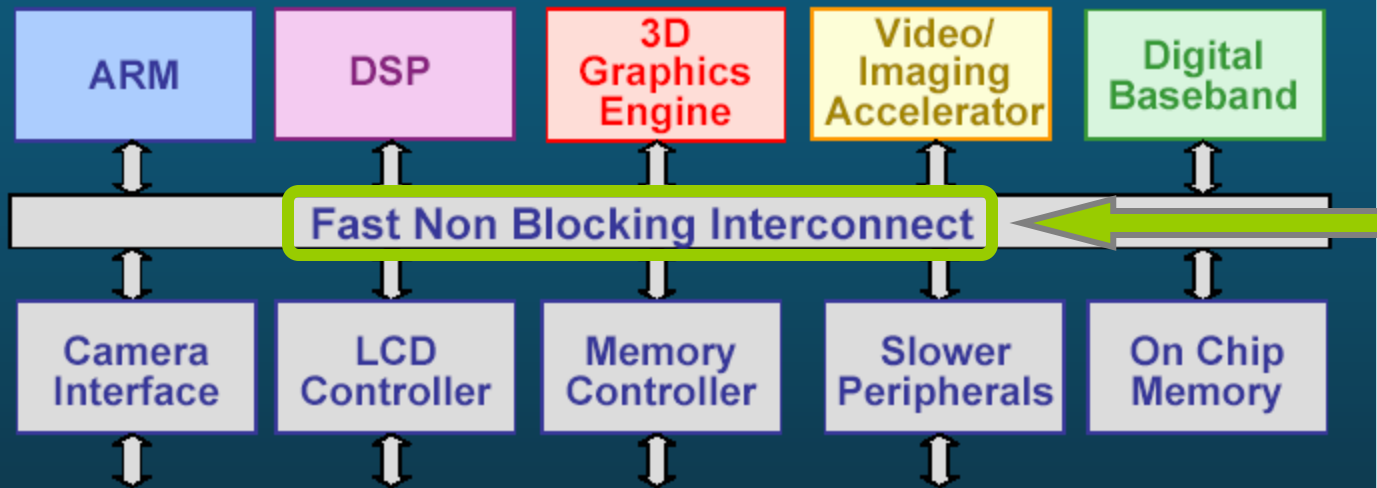 ARM
DSP
3D
Graphics
Engine
Video/
Imaging
Accelerator
Digital
Baseband
Fast Non Blocking Interconnect
Camera
Interface
LCD
Controller
Memory
Controller
Slower
Peripherals
On Chip
Memory